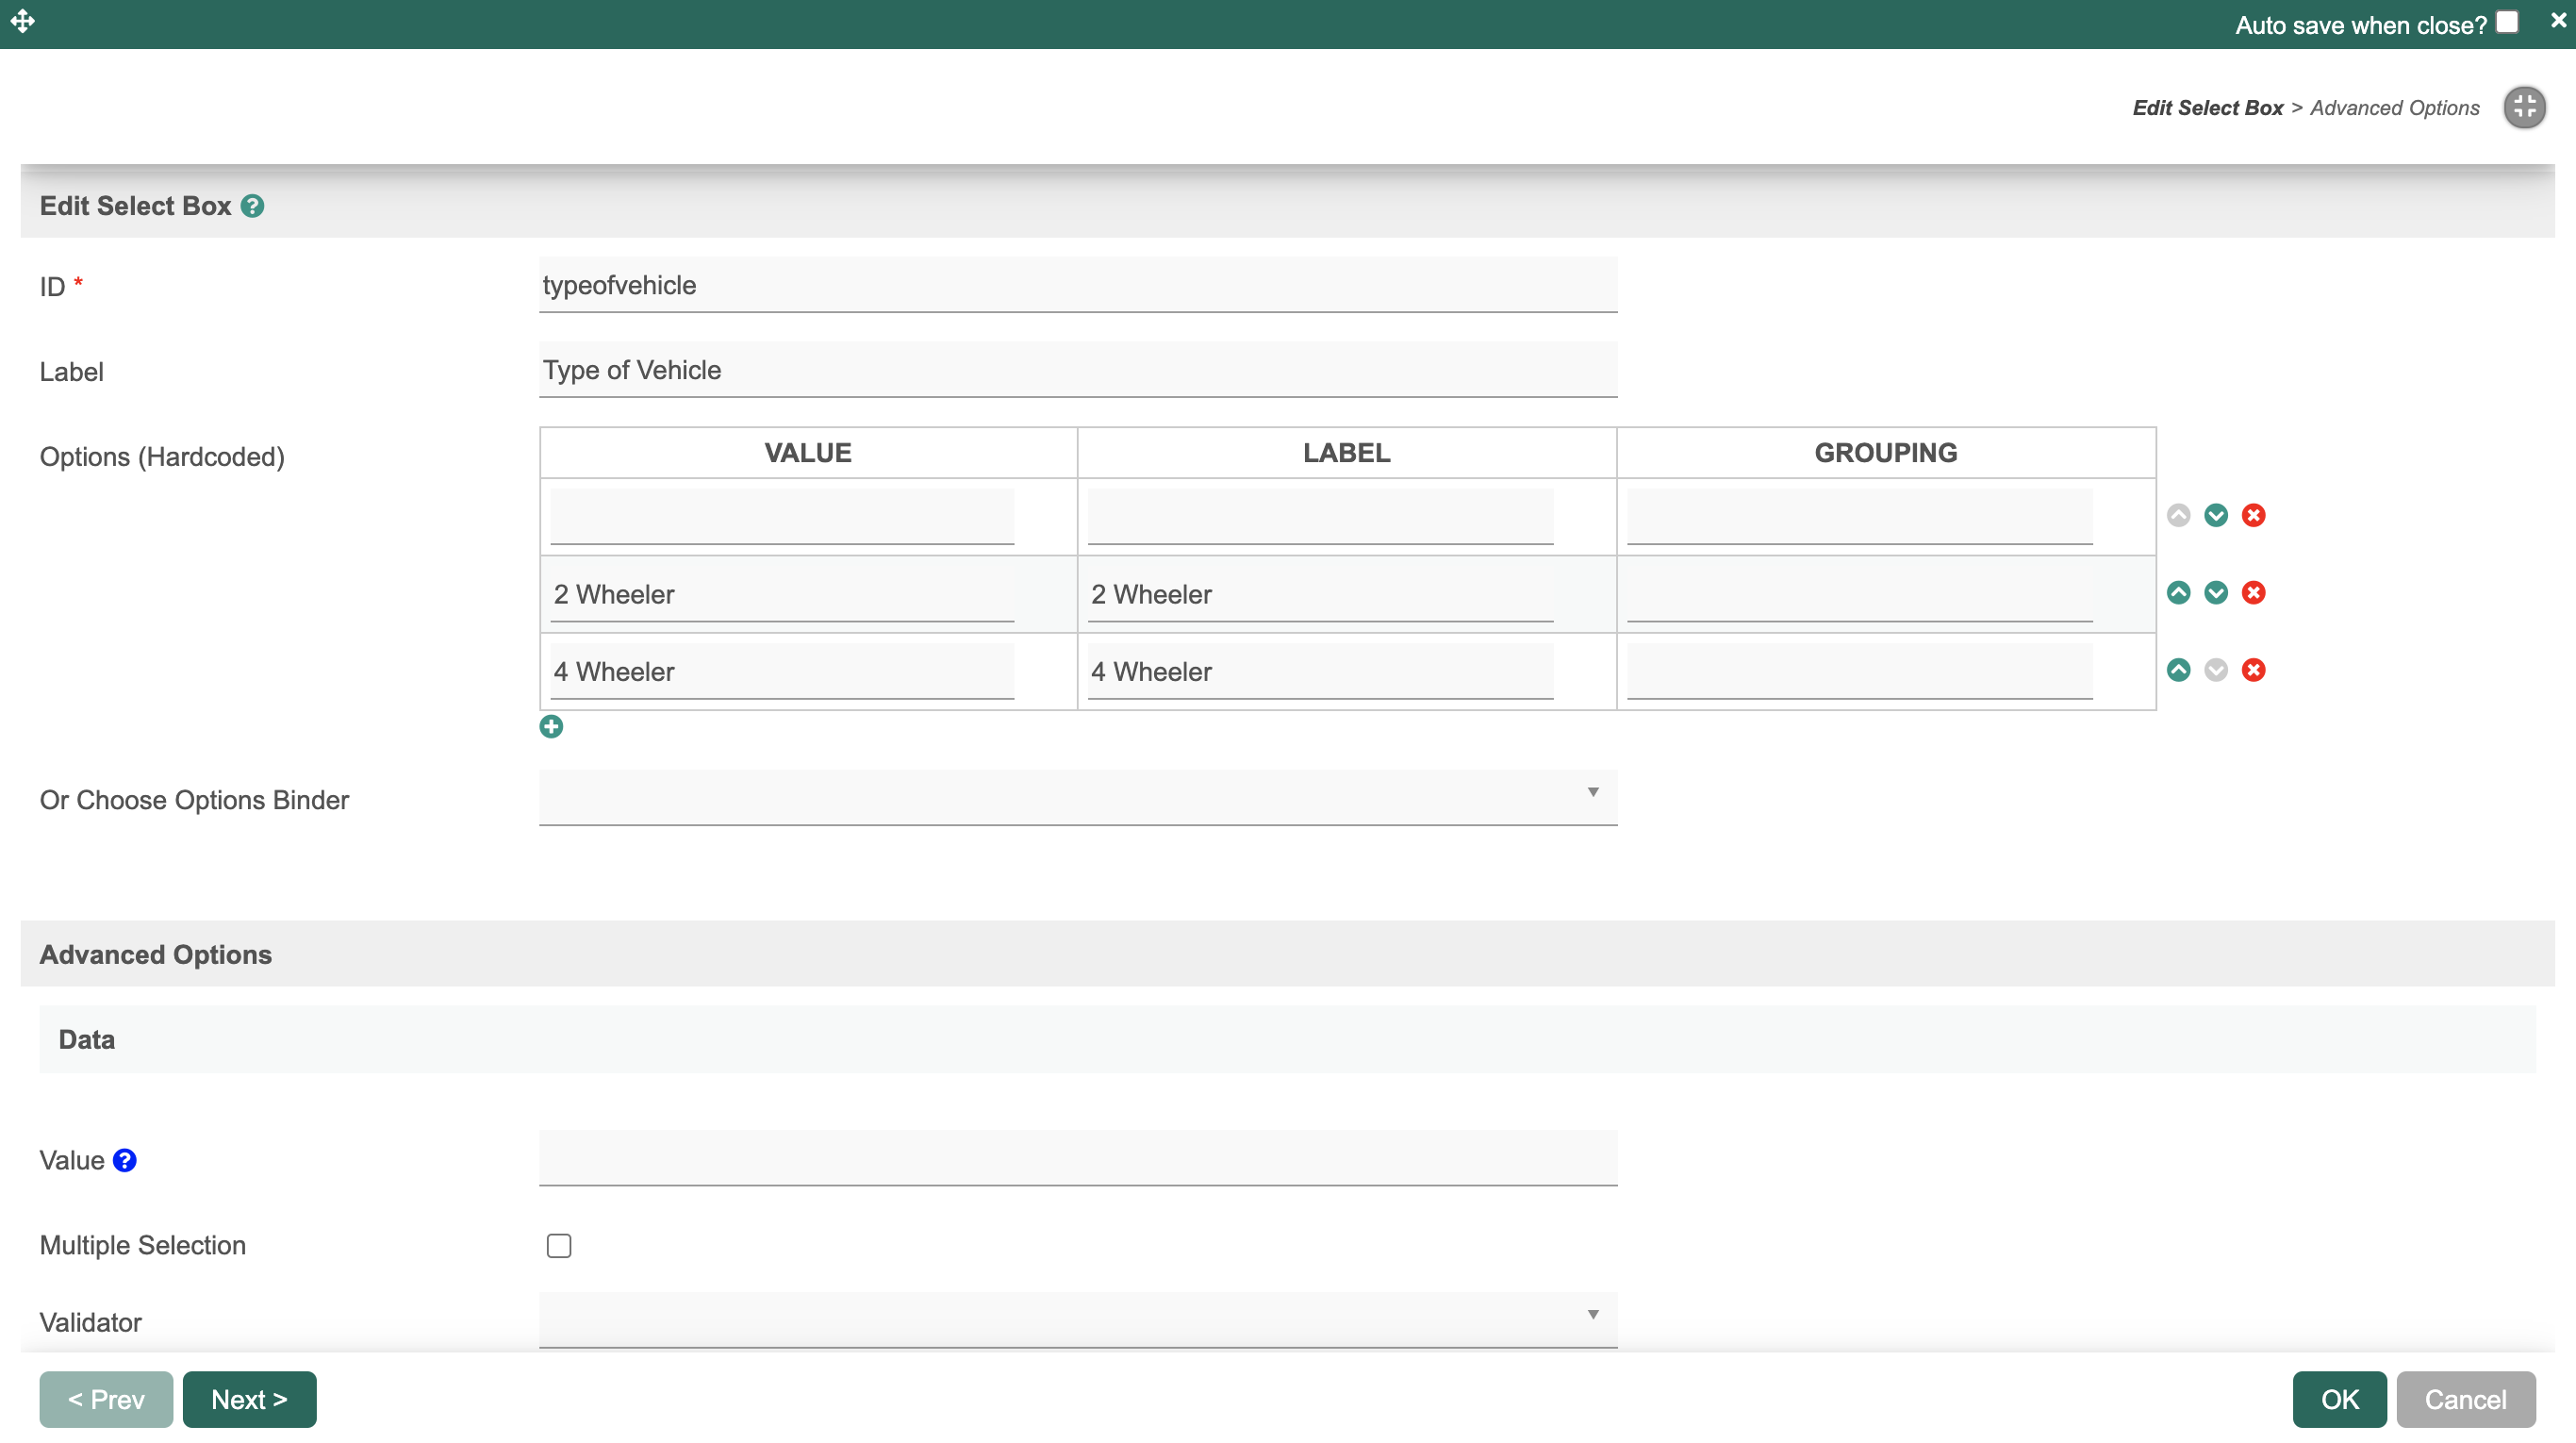 Auto save when close?
Edit Select Box > Advanced Options
Edit Select Box
ID *
typeofvehicle
Label
Type of Vehicle
Options (Hardcoded)
VALUE LABEL GROUPING
2 Wheeler 2 Wheeler
4 Wheeler 4 Wheeler
Or Choose Options Binder
Advanced Options
Data
Value
Multiple Selection
Validator
< Prev Next > OK Cancel